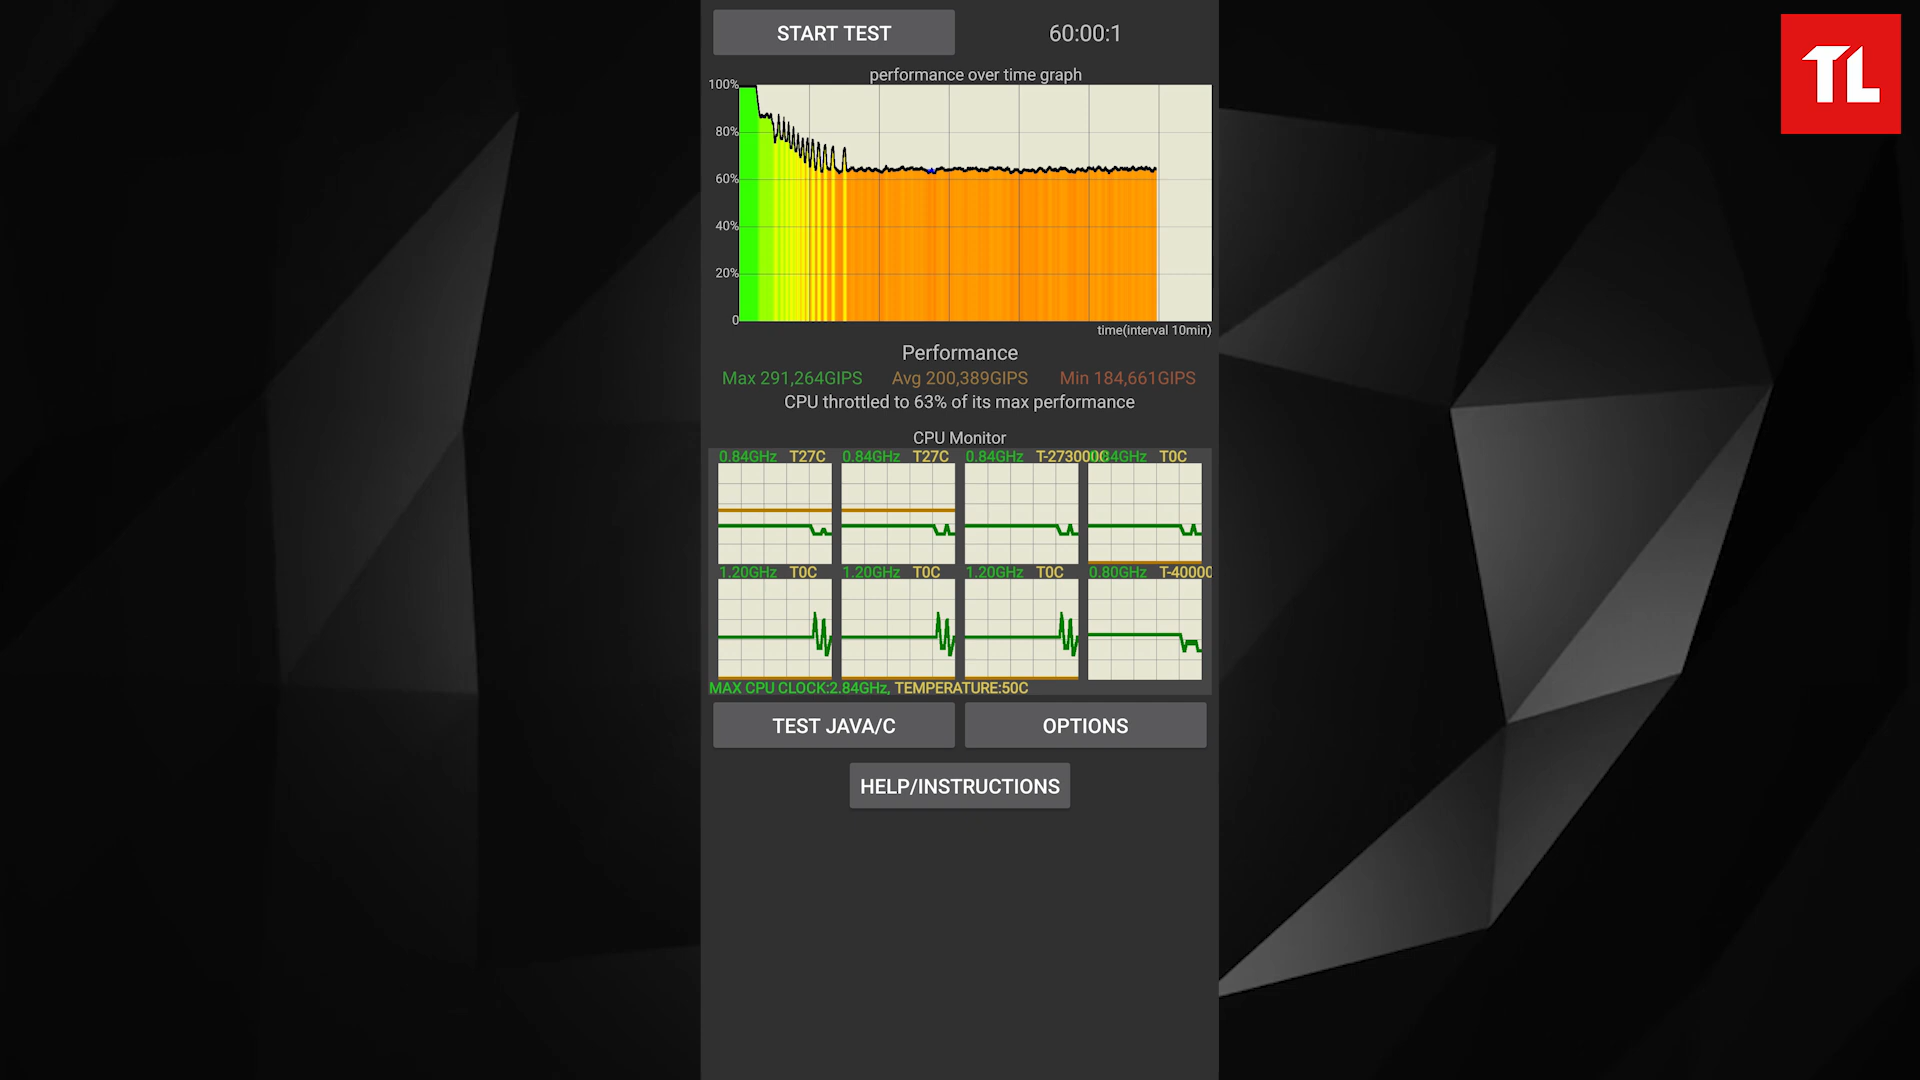 START TEST
60:00:1
TL
performance over time graph
100%
80%
60%
40%
20%
0
time(interval 10min)
Performance
Max 291,264GIPS Avg 200,389GIPS Min 184,661GIPS
CPU throttled to 63% of its max performance
CPU Monitor
0.84GHz T27C 0.84GHz T27C 0.84GHz T-273000 T0C
1.20GHz T0C 1.20GHz T0C 1.20GHz T0C 0.80GHz T-40000
MAX CPU CLOCK:2.84GHz, TEMPERATURE:50C
TEST JAVA/C
OPTIONS
HELP/INSTRUCTIONS